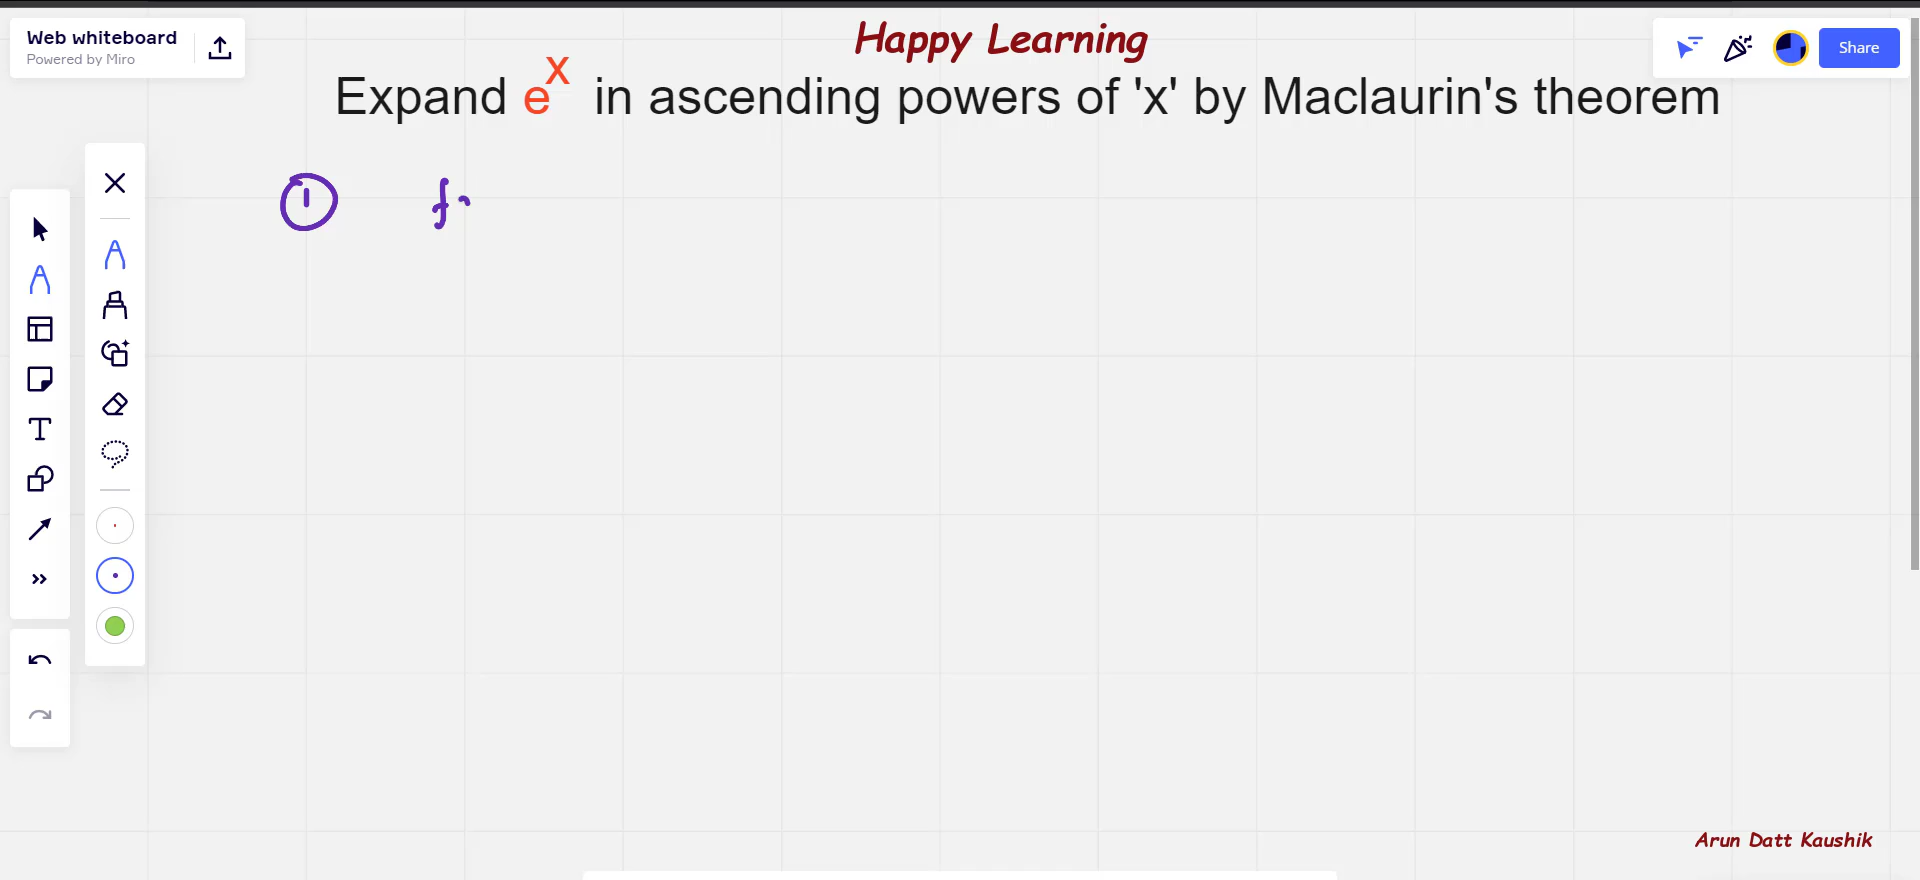 Happy Learning
Web whiteboard
Powered by Miro
Share
Expand e^x in ascending powers of 'x' by Maclaurin's theorem
① f
T
Arun Datt Kaushik